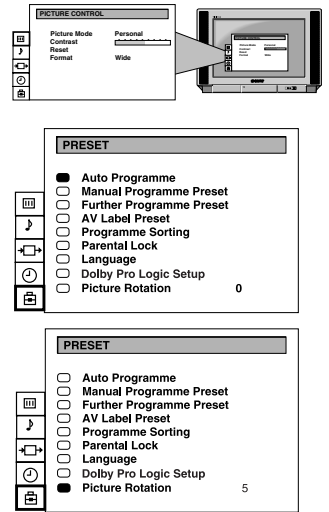 PICTURE CONTROL
Picture Mode Personal
Contrast
Reset
Format Wide
PRESET
Auto Programme
Manual Programme Preset
Further Programme Preset
AV Label Preset
Programme Sorting
Parental Lock
Language
Dolby Pro Logic Setup
Picture Rotation 0
PRESET
Auto Programme
Manual Programme Preset
Further Programme Preset
AV Label Preset
Programme Sorting
Parental Lock
Language
Dolby Pro Logic Setup
Picture Rotation 5